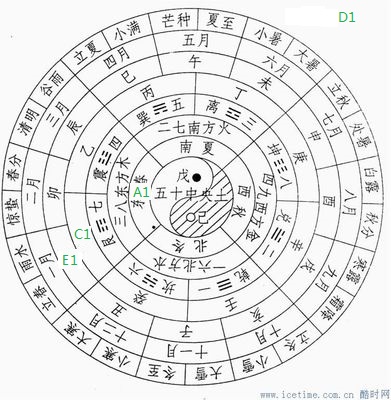 D1
芒种
夏至
小暑
大暑
立秋
处暑
白露
秋分
寒露
霜降
立冬
小雪
大雪
冬至
小寒
大寒
立春
雨水
惊蛰
春分
清明
谷雨
立夏
小满
五月
六月
七月
八月
九月
十月
十一月
十二月
一月
二月
三月
四月
E1
午
未
申
酉
戌
亥
子
丑
C1
卯
辰
巳
丙
丁
庚
辛
壬
癸
乙
离☲三
坤☷八
兑☱二
乾☰一
坎☵六
艮☶七
震☳四
巽☴五
二七南方火
四九西方金
一六北方水
三八东方木
南夏
西秋
北冬
东春
A1
戊
五十中央土
己
www.icetime.com.cn 酷时网